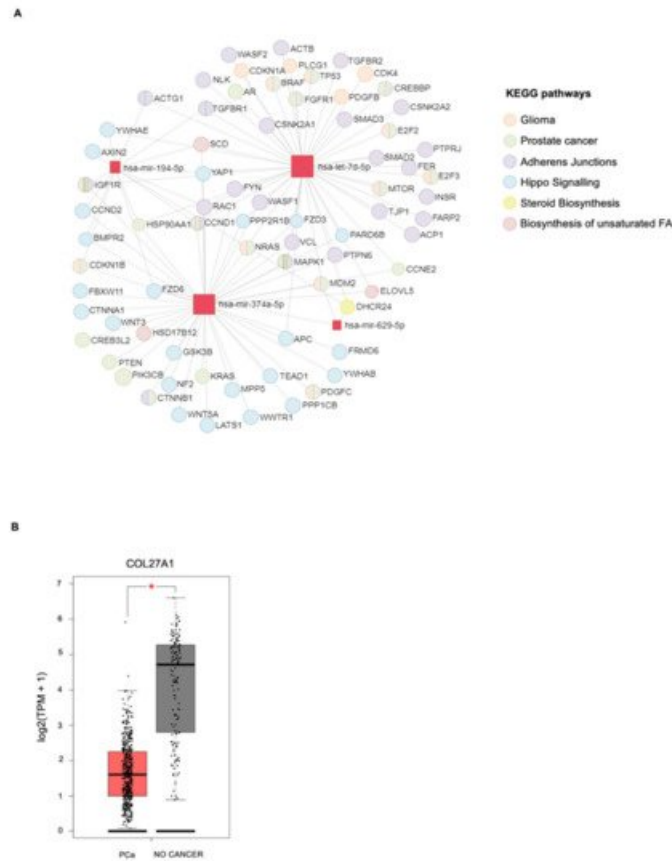 A
WASF2
ACTB
TGFBR2
CDKN1A
PLCG1
CDK4
NLK
BRAF
TP53
CREBBP
AR
FGFR1
PDGFB
ACTG1
TGFBR1
CSNK2A2
CSNK2A1
SMAD3
YWHAE
SCD
E2F2
AXIN2
PTPRJ
SMAD2
hsa-mir-194-5p
hsa-let-7d-5p
FER
YAP1
E2F3
IGF1R
FYN
MTOR
INSR
RAC1
WASF1
CCND2
TJP1
FARP2
HSP90AA1
CCND1
PPP2R1B
FZD3
ACP1
BMPR2
PARD6B
NRAS
VCL
PTPN6
CDKN1B
MAPK1
CCNE2
FBXW11
FZD6
MDM2
ELOVL5
CTNNA1
hsa-mir-374a-5p
DHCR24
WNT3
hsa-mir-629-5p
CREB3L2
HSD17B12
APC
GSK3B
FRMD6
PTEN
PIK3CB
KRAS
TEAD1
YWHAB
NF2
MPP5
CTNNB1
PDGFC
PPP1CB
WNT5A
WWTR1
LATS1
KEGG pathways
Glioma
Prostate cancer
Adherens Junctions
Hippo Signalling
Steroid Biosynthesis
Biosynthesis of unsaturated FA
B
COL27A1
log2(TPM + 1)
7
6
5
4
3
2
1
0
PCa
NO CANCER